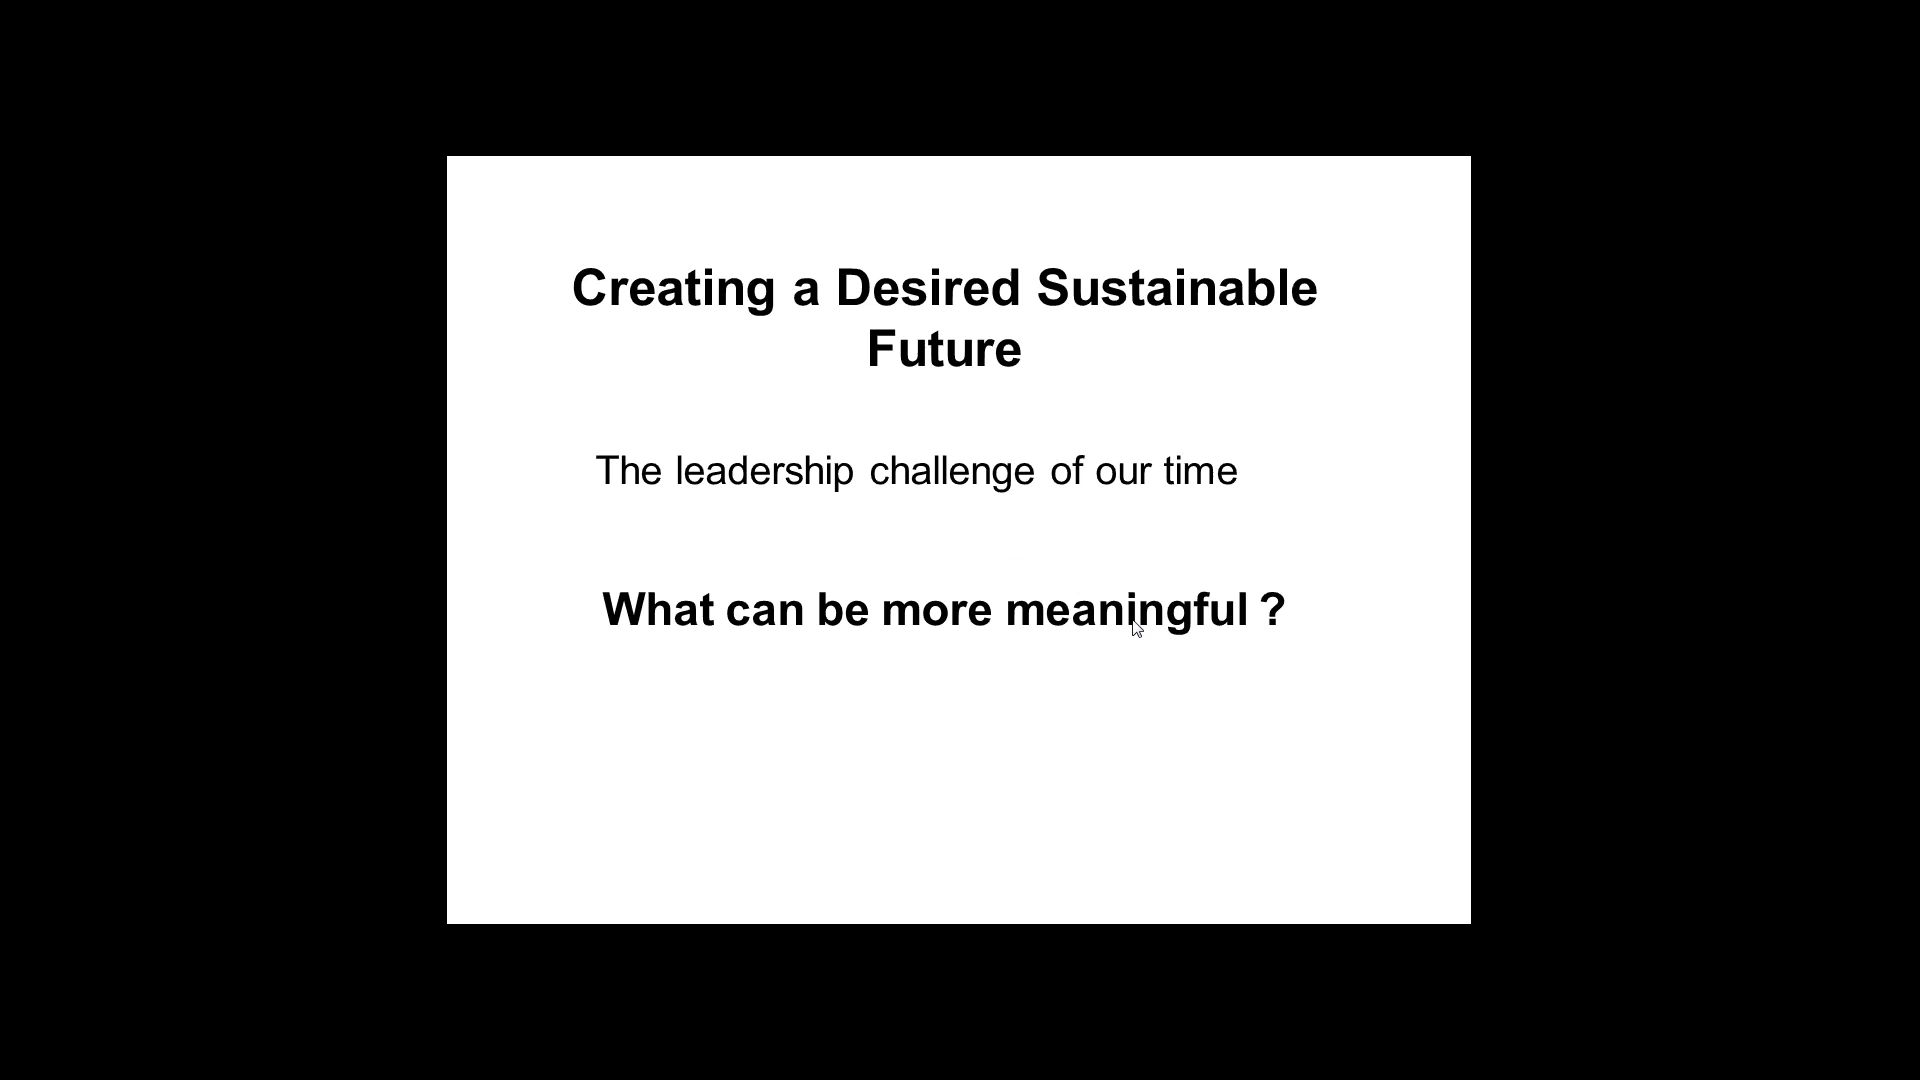 Creating a Desired Sustainable
Future
The leadership challenge of our time
What can be more meaningful ?